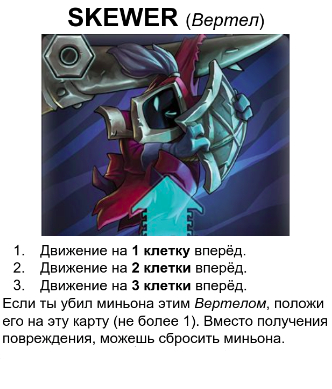 SKEWER (Вертел)
1. Движение на 1 клетку вперёд.
2. Движение на 2 клетки вперёд.
3. Движение на 3 клетки вперёд.
Если ты убил миньона этим Вертелом, положи
его на эту карту (не более 1). Вместо получения
повреждения, можешь сбросить миньона.